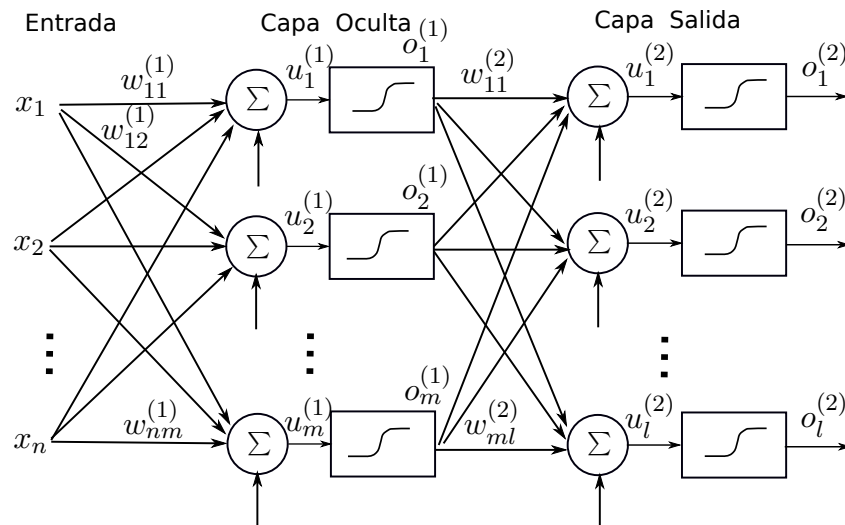 Entrada Capa Oculta Capa Salida
x_1 w_{11}^{(1)} Σ u_1^{(1)} o_1^{(1)} w_{11}^{(2)} Σ u_1^{(2)} o_1^{(2)}
w_{12}^{(1)}
x_2 Σ u_2^{(1)} o_2^{(1)} Σ u_2^{(2)} o_2^{(2)}
⋮ ⋮ ⋮
x_n w_{nm}^{(1)} Σ u_m^{(1)} o_m^{(1)} w_{ml}^{(2)} Σ u_l^{(2)} o_l^{(2)}